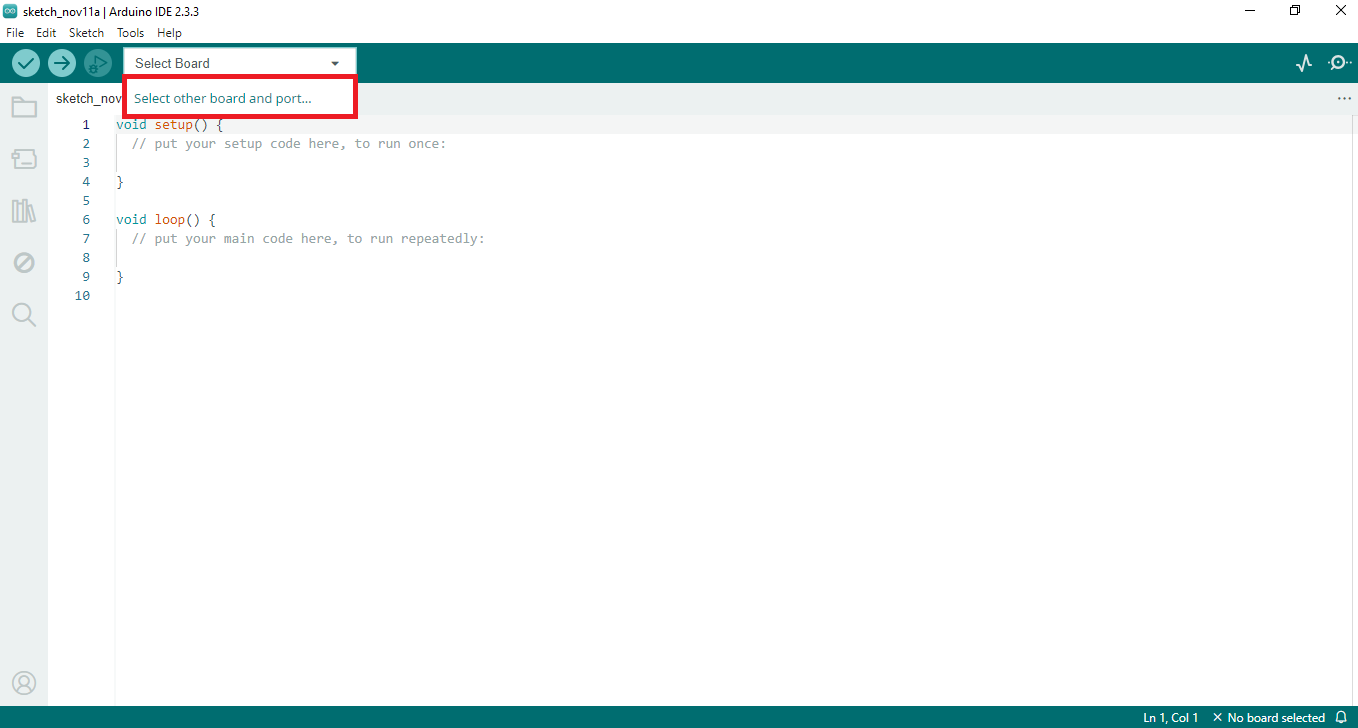 sketch_nov11a | Arduino IDE 2.3.3
File Edit Sketch Tools Help
Select Board
sketch_nov
Select other board and port...
1 void setup() {
2 // put your setup code here, to run once:
3
4 }
5
6 void loop() {
7 // put your main code here, to run repeatedly:
8
9 }
10
Ln 1, Col 1 × No board selected